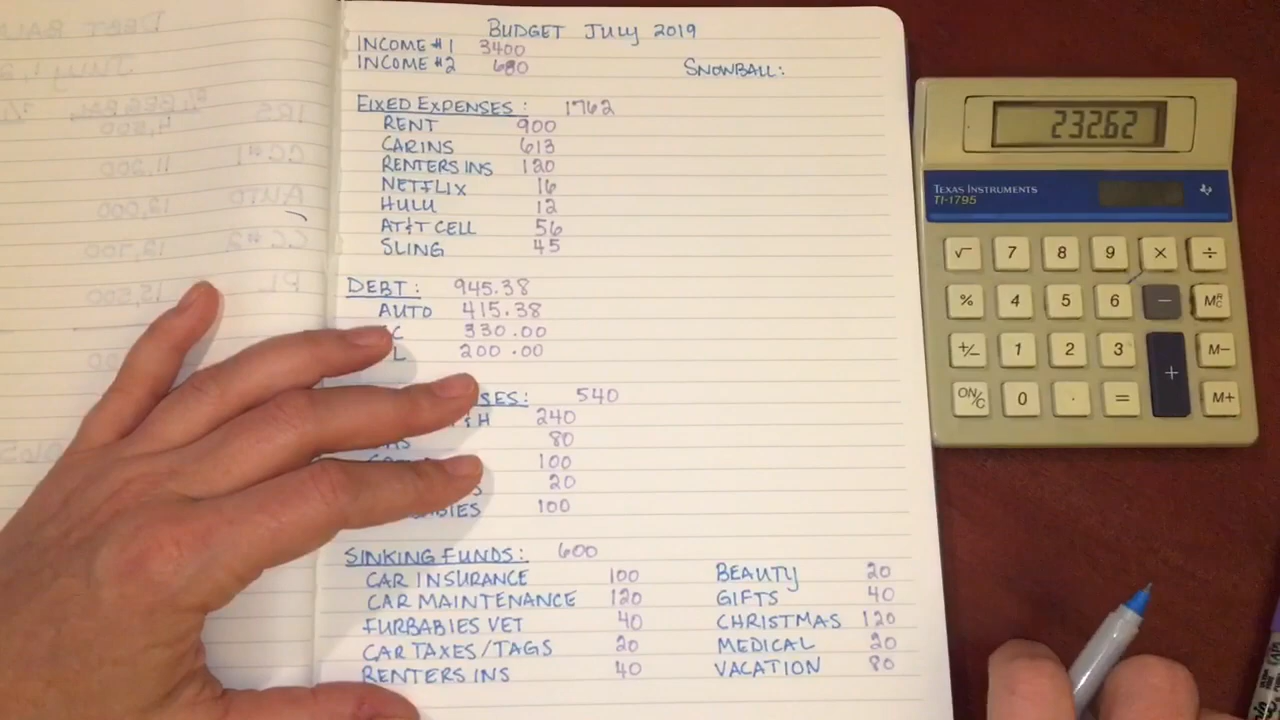 BUDGET JULY 2019
INCOME #1 3400
INCOME #2 680
SNOWBALL:
FIXED EXPENSES: 1762
RENT 900
CAR INS 613
RENTERS INS 120
NETFLIX 16
HULU 12
AT&T CELL 56
SLING 45
DEBT: 945.38
AUTO 415.38
C 330.00
L 200.00
SES: 540
&H 240
80
100
20
100
SINKING FUNDS: 600
CAR INSURANCE 100
CAR MAINTENANCE 120
FURBABIES VET 40
CAR TAXES/TAGS 20
RENTERS INS 40
BEAUTY 20
GIFTS 40
CHRISTMAS 120
MEDICAL 20
VACATION 80
232.62
TEXAS INSTRUMENTS
TI-1795
√ 7 8 9 × ÷
% 4 5 6 − MRC
+/− 1 2 3 + M−
ON/C 0 . = M+